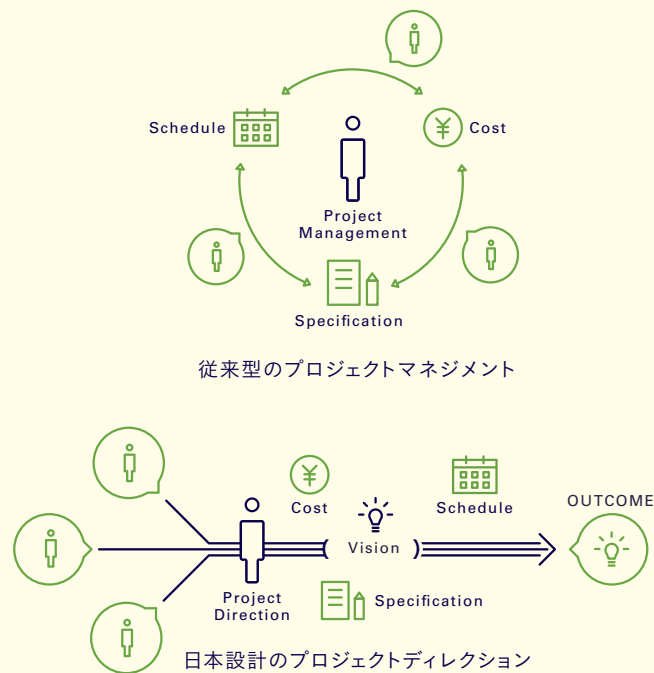 Schedule
¥
Cost
Project
Management
Specification
従来型のプロジェクトマネジメント
¥
Cost
Schedule
OUTCOME
Vision
Project
Direction
Specification
日本設計のプロジェクトディレクション